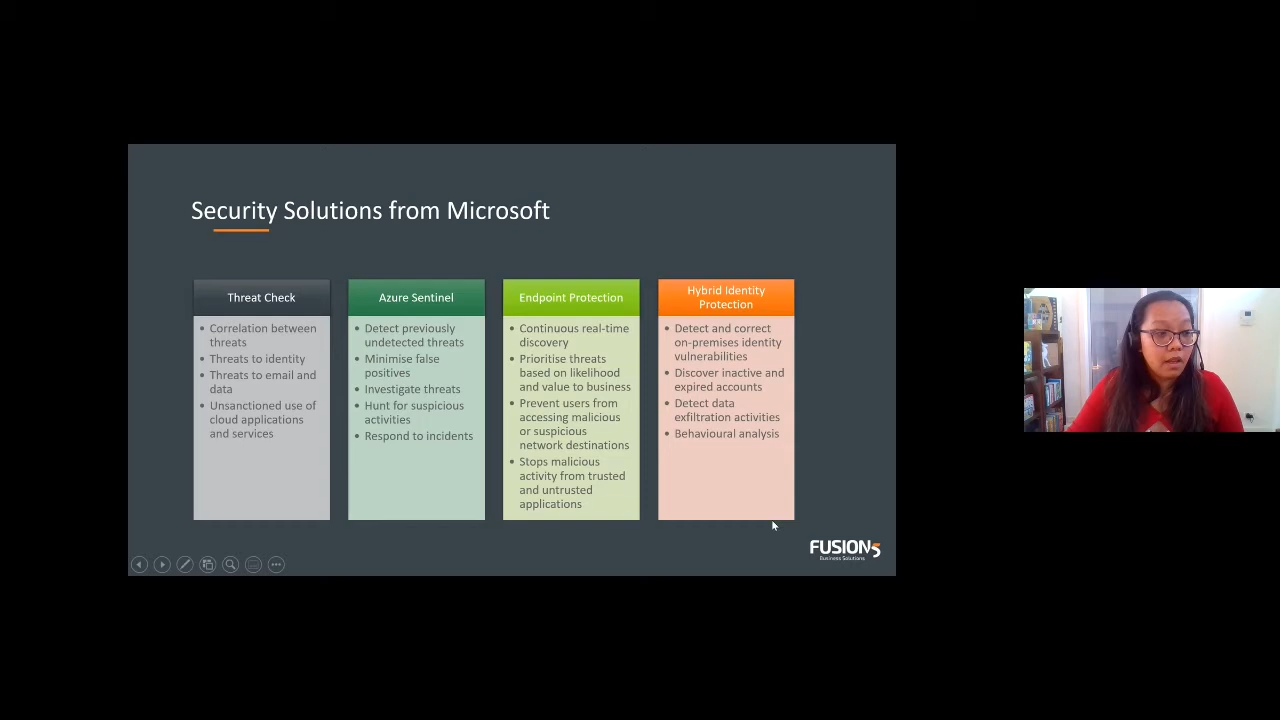 Security Solutions from Microsoft
Threat Check
• Correlation between
threats
• Threats to identity
• Threats to email and
data
• Unsanctioned use of
cloud applications
and services
Azure Sentinel
• Detect previously
undetected threats
• Minimise false
positives
• Investigate threats
• Hunt for suspicious
activities
• Respond to incidents
Endpoint Protection
• Continuous real-time
discovery
• Prioritise threats
based on likelihood
and value to business
• Prevent users from
accessing malicious
or suspicious
network destinations
• Stops malicious
activity from trusted
and untrusted
applications
Hybrid Identity
Protection
• Detect and correct
on-premises identity
vulnerabilities
• Discover inactive and
expired accounts
• Detect data
exfiltration activities
• Behavioural analysis
FUSION5
Business Solutions